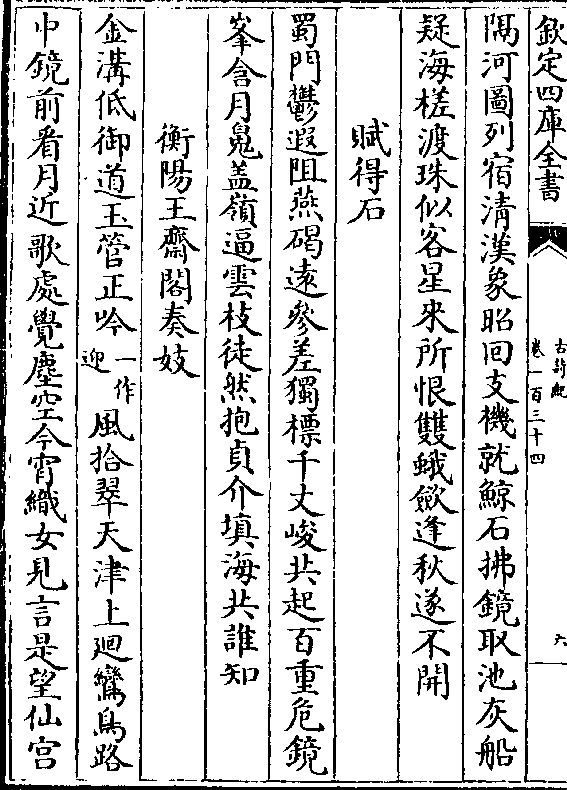 欽定四庫全書
古詩紀
卷一百三十四
六
隅河圖列宿清漢象昭回支機就鯨石拂鏡取池灰船
疑海槎渡珠似客星來所恨雙蛾斂逢秋遂不開
賦得石
蜀門鬱遐阻燕碣遠參差獨標千丈峻共起百重危鏡
峯含月鬼蓋嶺逼雲枝徒然抱貞介填海共誰知
衡陽王齋閣奏妓
金溝低御道玉管正吟一作迎風拾翠天津上廻鸞鳥路
中鏡前看月近歌處覺塵空今宵織女見言是望仙宮